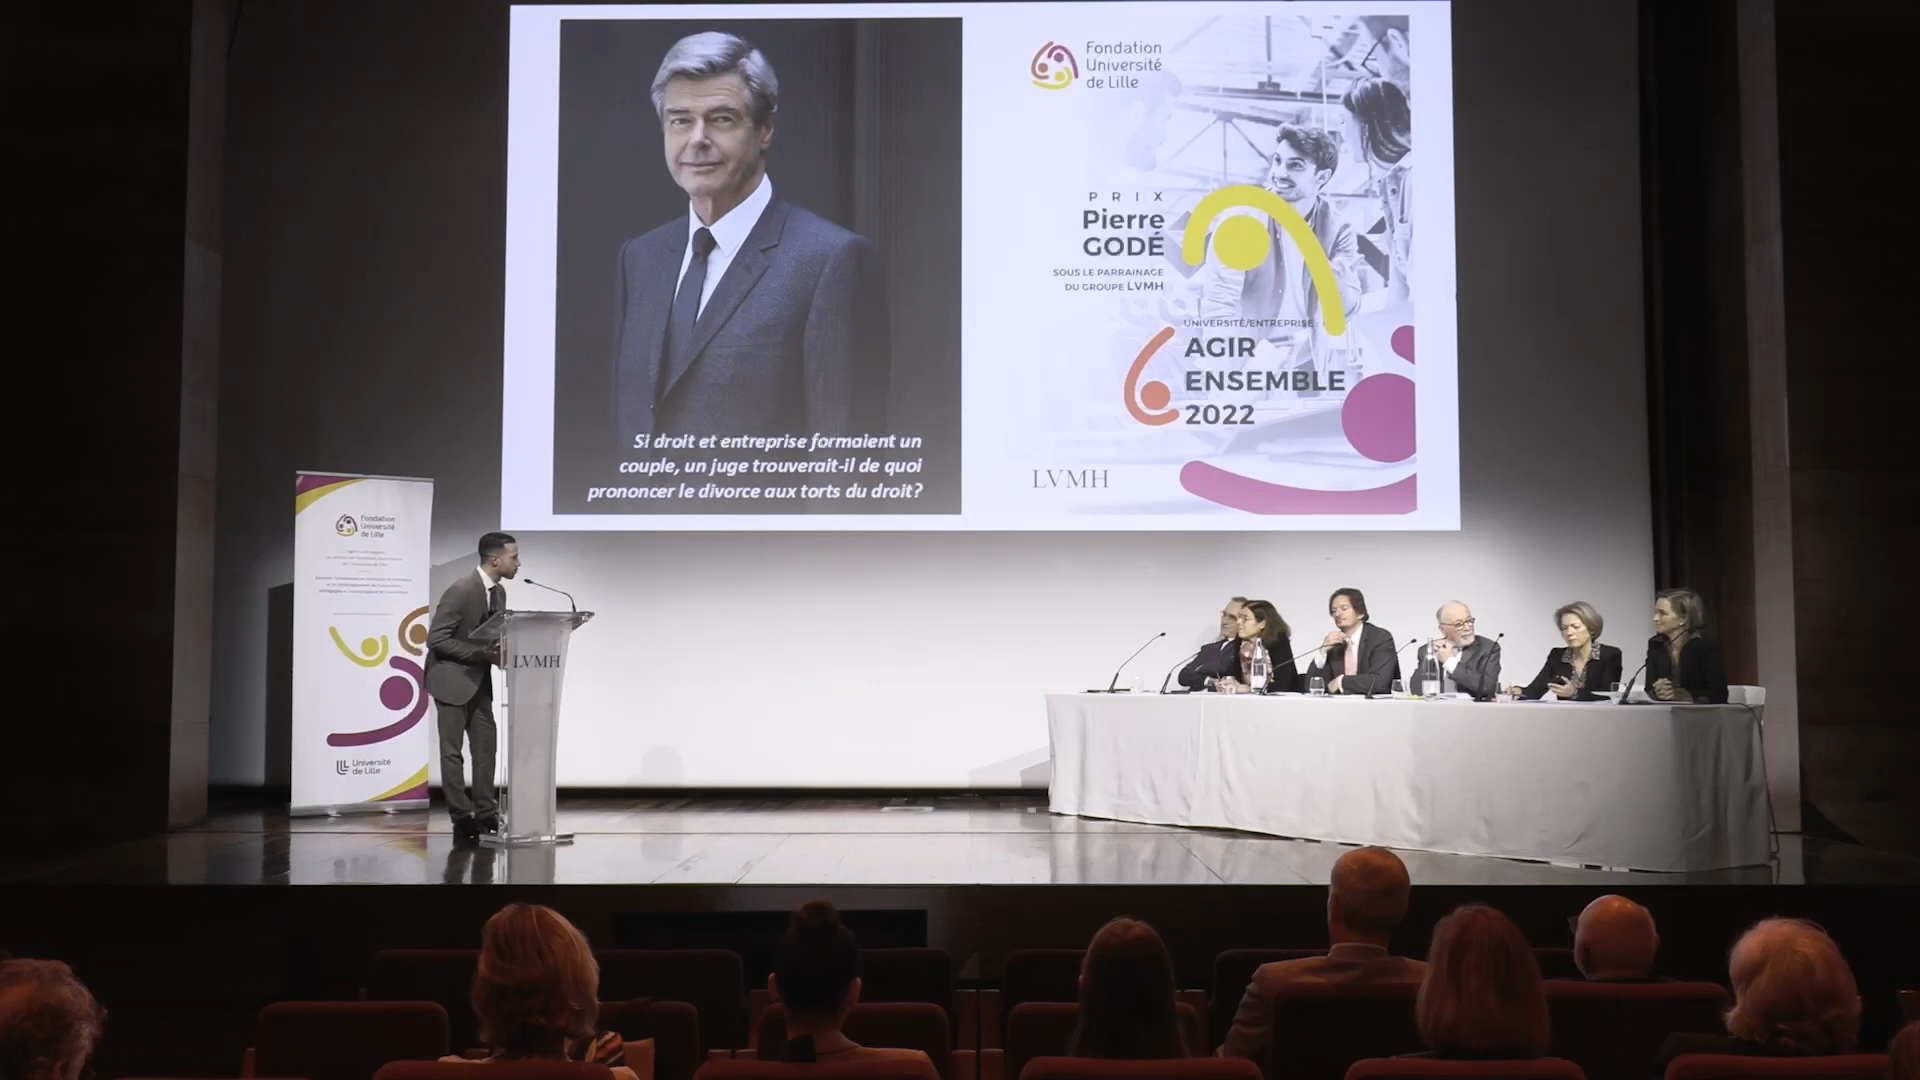 Si droit et entreprise formaient un
couple, un juge trouverait-il de quoi
prononcer le divorce aux torts du droit?
Fondation
Université
de Lille
PRIX
Pierre
GODÉ
SOUS LE PARRAINAGE
DU GROUPE LVMH
UNIVERSITÉ/ENTREPRISE :
AGIR
ENSEMBLE
2022
LVMH
Fondation
Université
de Lille
Université
de Lille
LVMH